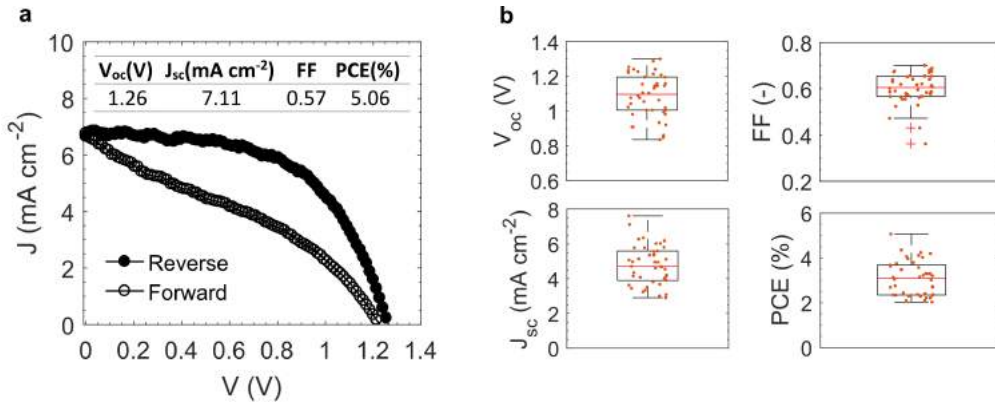 a
10
8
6
4
2
0
J (mA cm⁻²)
Voc(V) Jsc(mA cm⁻²) FF PCE(%)
1.26 7.11 0.57 5.06
Reverse
Forward
0 0.2 0.4 0.6 0.8 1 1.2 1.4
V (V)
b
1.4
1.2
1
0.8
0.6
Voc (V)
0.8
0.6
0.4
0.2
FF (-)
8
6
4
2
0
Jsc (mA cm⁻²)
6
4
2
0
PCE (%)